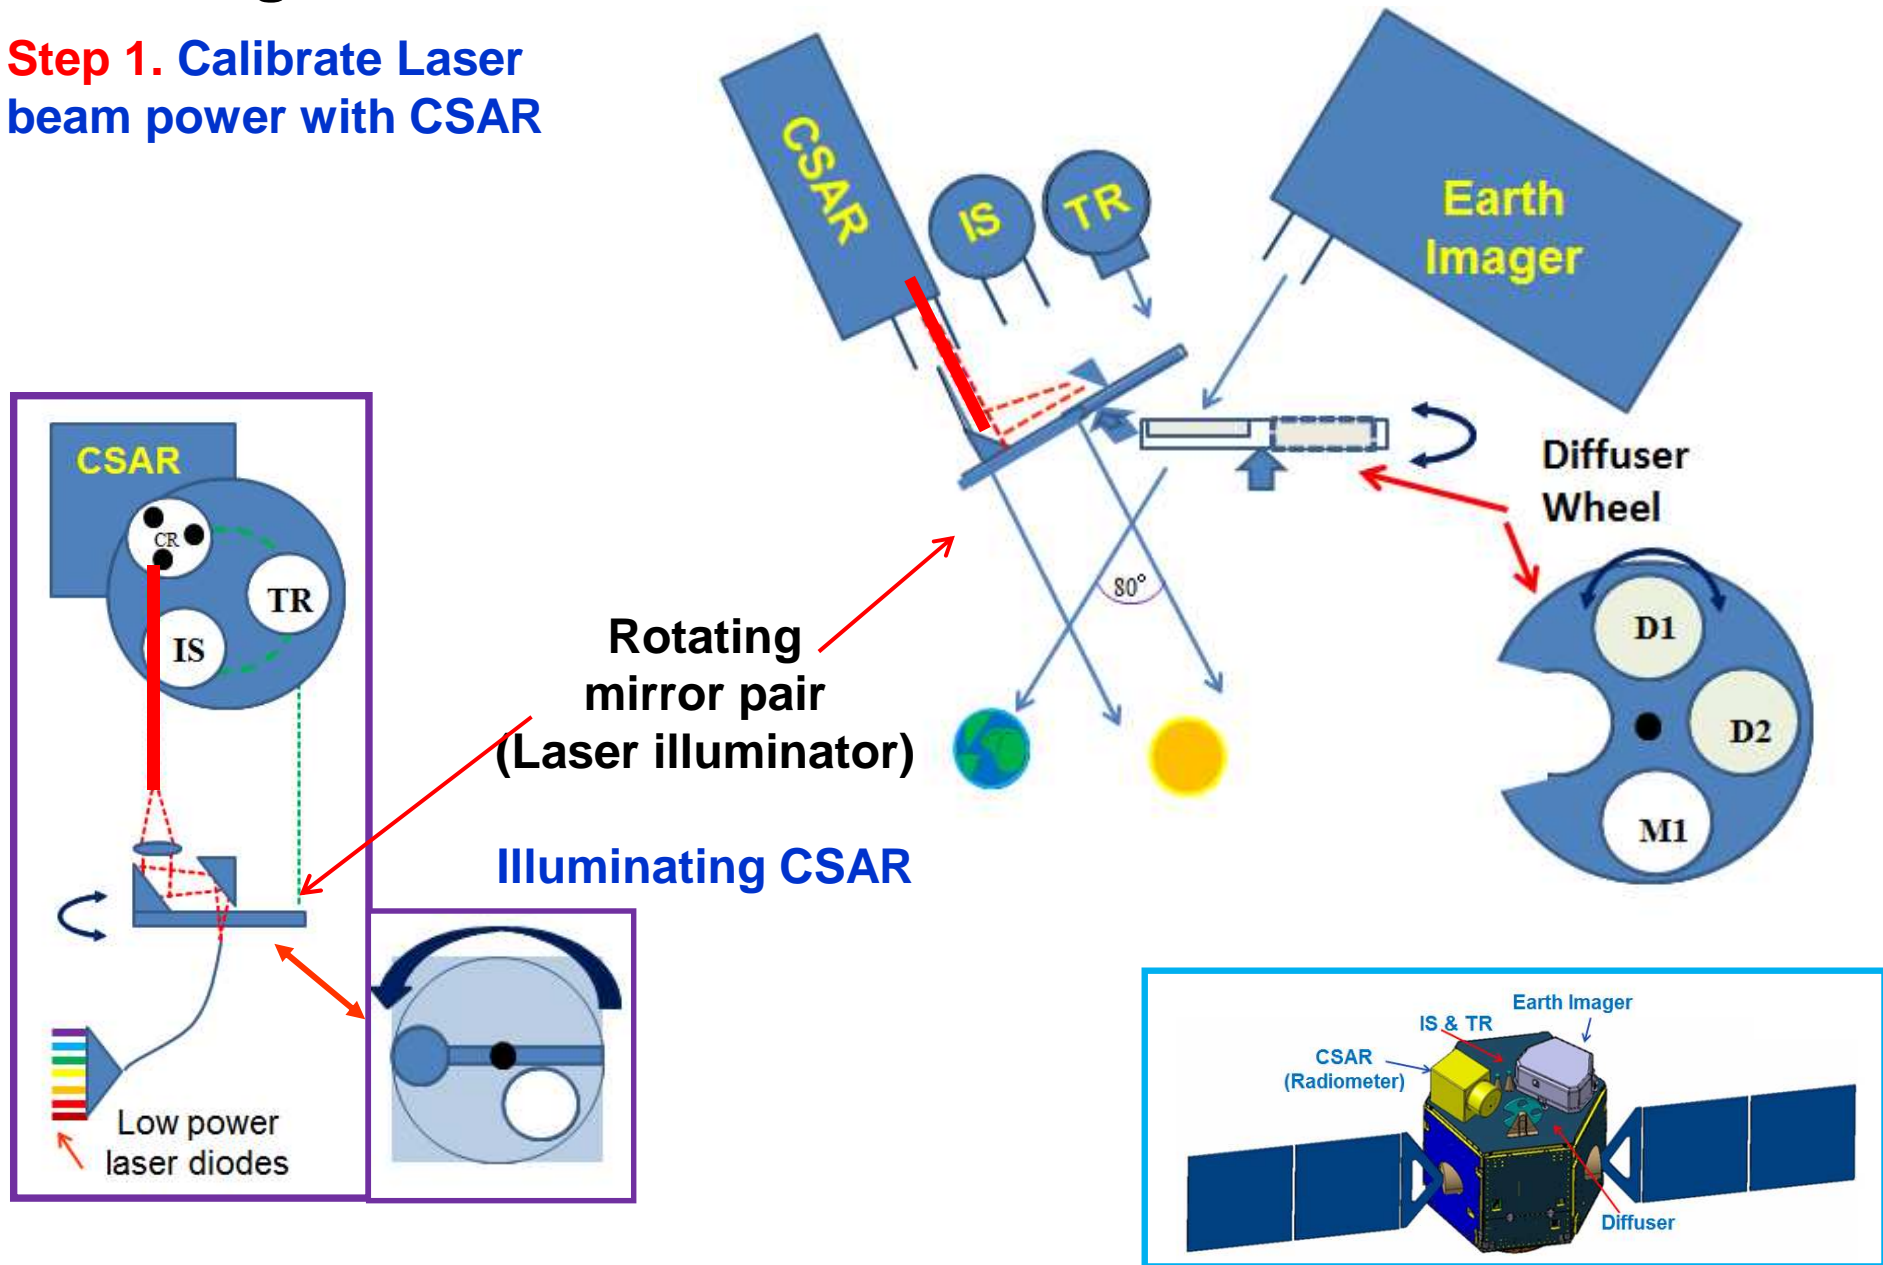 Step 1. Calibrate Laser
beam power with CSAR
CSAR
IS
TR
Earth
Imager
Diffuser
Wheel
80°
D1
D2
M1
CSAR
CR
TR
IS
Rotating
mirror pair
(Laser illuminator)
Illuminating CSAR
Low power
laser diodes
Earth Imager
IS & TR
CSAR
(Radiometer)
Diffuser